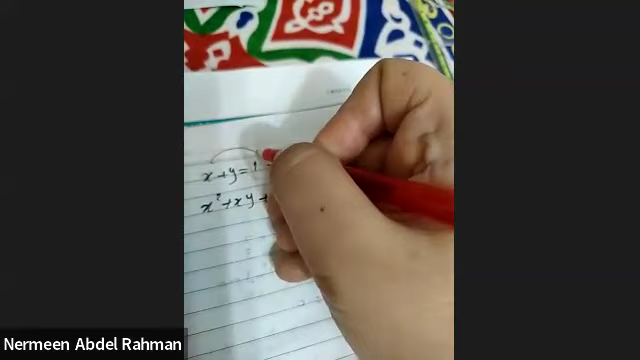 x + y = 1
x² + xy +
Nermeen Abdel Rahman